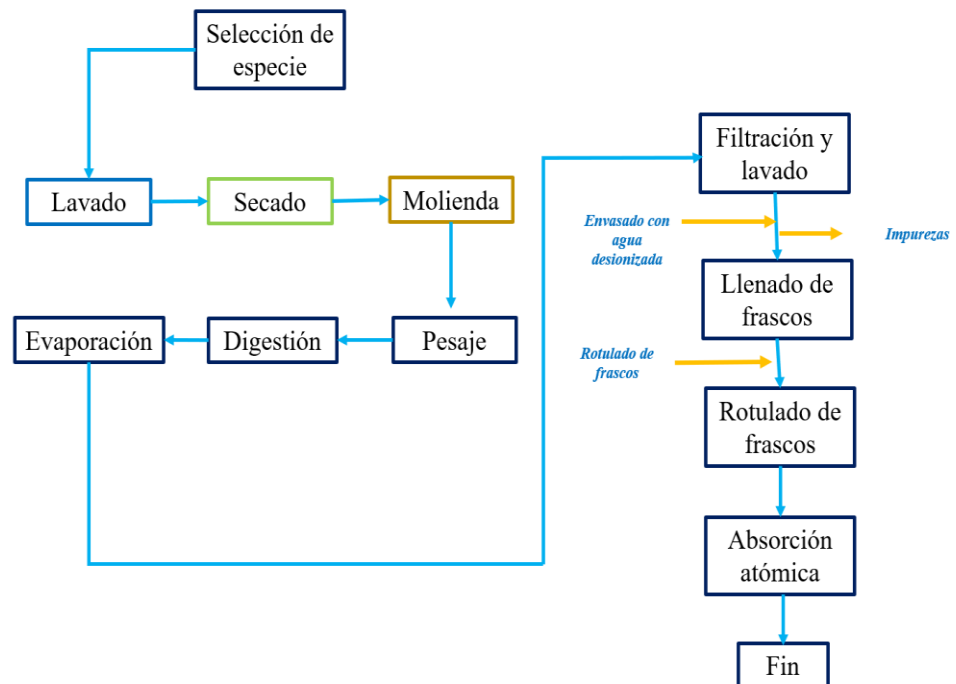 Selección de
especie
Lavado
Secado
Molienda
Evaporación
Digestión
Pesaje
Filtración y
lavado
Envasado con
agua
desionizada
Impurezas
Llenado de
frascos
Rotulado de
frascos
Rotulado de
frascos
Absorción
atómica
Fin